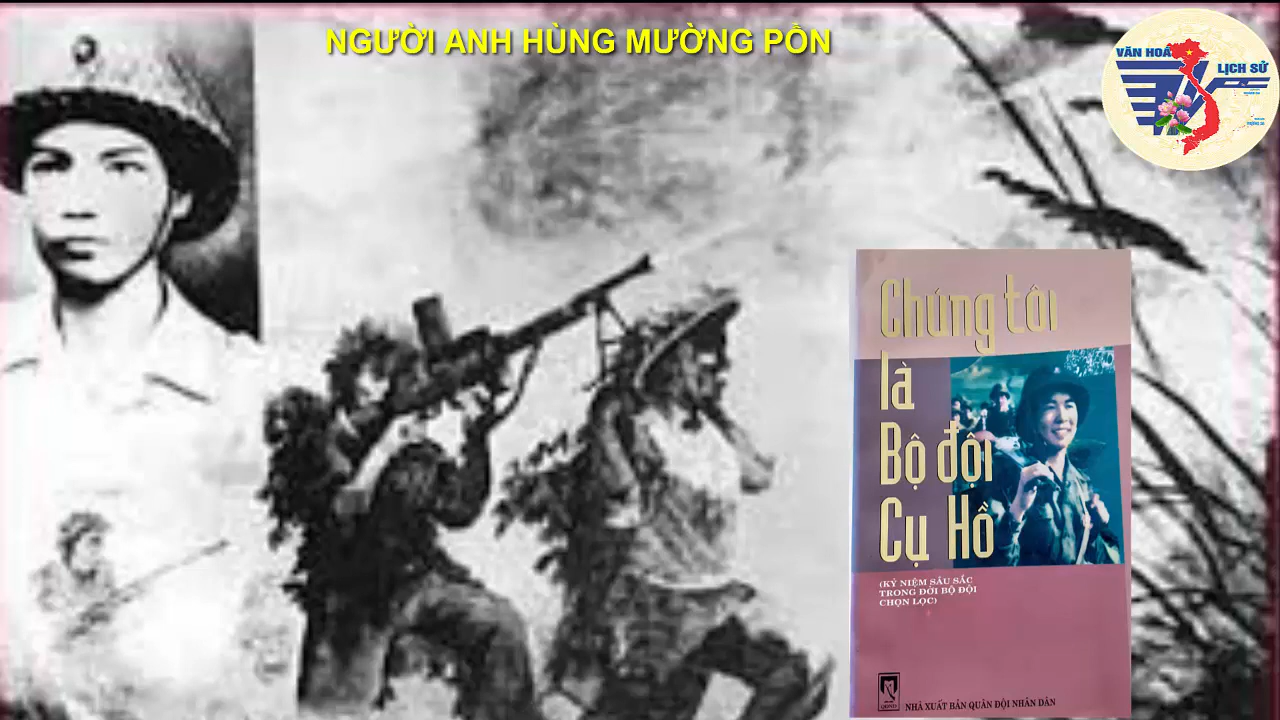 NGƯỜI ANH HÙNG MƯỜNG PỒN
VĂN HOÁ
LỊCH SỬ
Chúng tôi
là
Bộ đội
Cụ Hồ
(KỶ NIỆM SÂU SẮC
TRONG ĐỜI BỘ ĐỘI
CHỌN LỌC)
NHÀ XUẤT BẢN QUÂN ĐỘI NHÂN DÂN